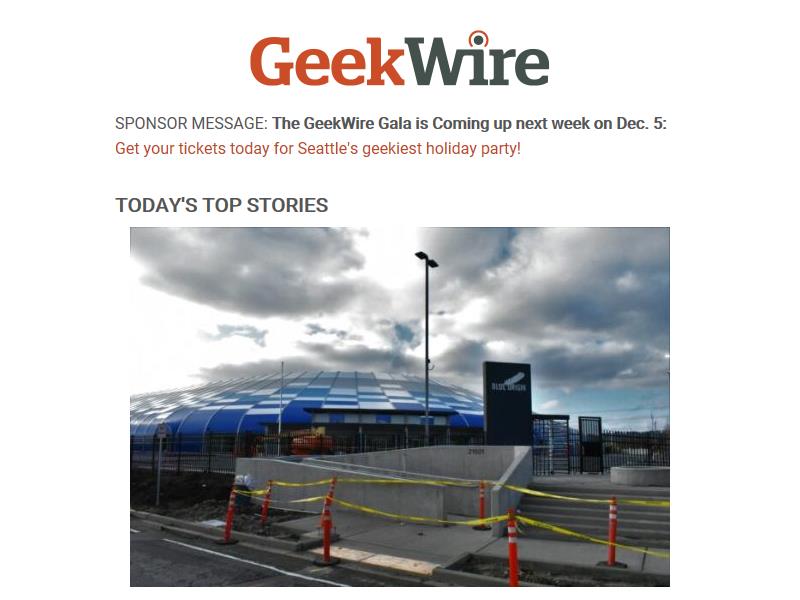 GeekWire
SPONSOR MESSAGE: The GeekWire Gala is Coming up next week on Dec. 5:
Get your tickets today for Seattle's geekiest holiday party!
TODAY'S TOP STORIES
BLUE ORIGIN
21601